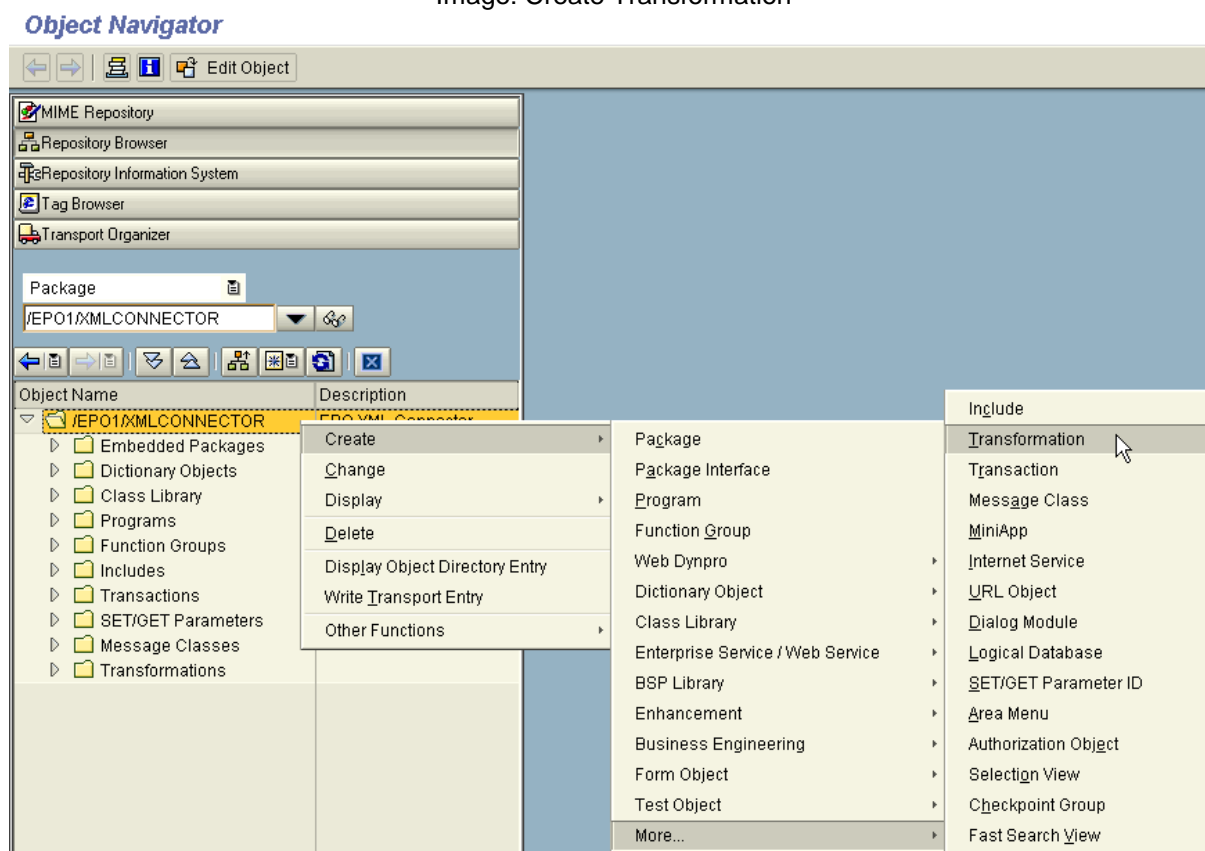 Image: Create Transformation
Object Navigator
Edit Object
MIME Repository
Repository Browser
Repository Information System
Tag Browser
Transport Organizer
Package
/EPO1/XMLCONNECTOR
Object Name Description
/EPO1/XMLCONNECTOR EPO XML Connector
Embedded Packages
Dictionary Objects
Class Library
Programs
Function Groups
Includes
Transactions
SET/GET Parameters
Message Classes
Transformations
Create
Change
Display
Delete
Display Object Directory Entry
Write Transport Entry
Other Functions
Package
Package Interface
Program
Function Group
Web Dynpro
Dictionary Object
Class Library
Enterprise Service / Web Service
BSP Library
Enhancement
Business Engineering
Form Object
Test Object
More...
Include
Transformation
Transaction
Message Class
MiniApp
Internet Service
URL Object
Dialog Module
Logical Database
SET/GET Parameter ID
Area Menu
Authorization Object
Selection View
Checkpoint Group
Fast Search View